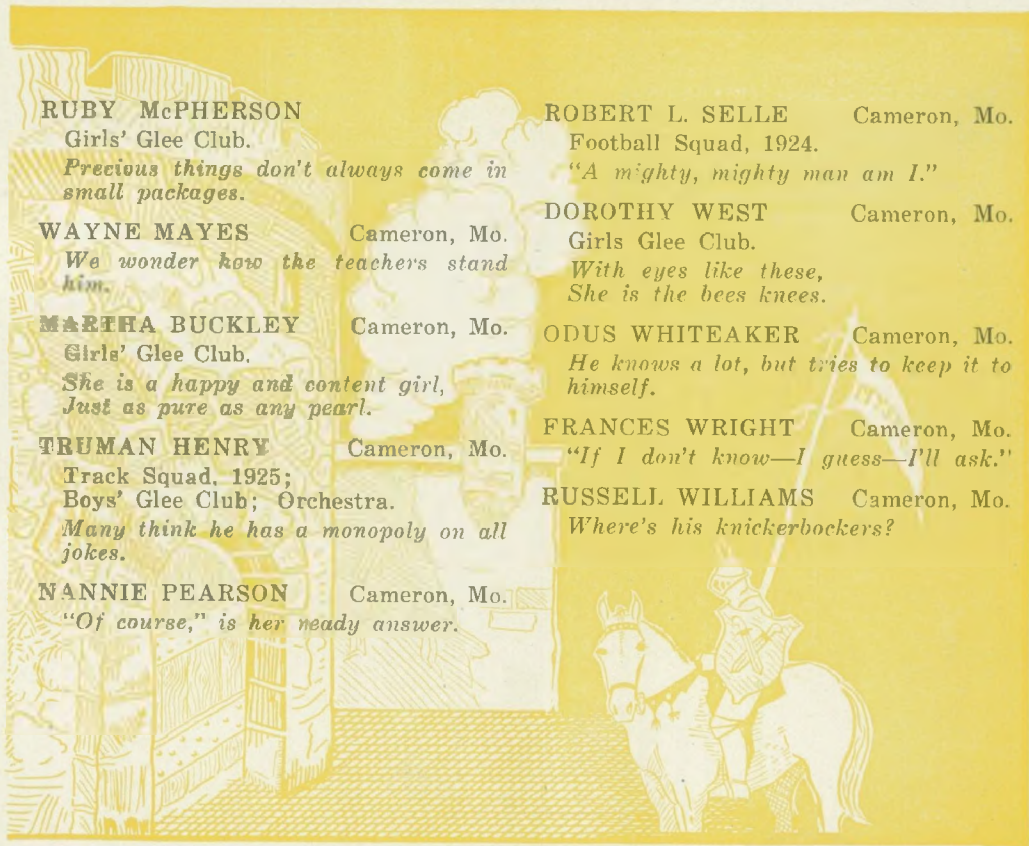 RUBY McPHERSON
Girls' Glee Club.
Precious things don't always come in
small packages.
WAYNE MAYES Cameron, Mo.
We wonder how the teachers stand
him.
MARTHA BUCKLEY Cameron, Mo.
Girls' Glee Club.
She is a happy and content girl,
Just as pure as any pearl.
TRUMAN HENRY Cameron, Mo.
Track Squad, 1925;
Boys' Glee Club; Orchestra.
Many think he has a monopoly on all
jokes.
NANNIE PEARSON Cameron, Mo.
"Of course," is her ready answer.
ROBERT L. SELLE Cameron, Mo.
Football Squad, 1924.
"A mighty, mighty man am I."
DOROTHY WEST Cameron, Mo.
Girls Glee Club.
With eyes like these,
She is the bees knees.
ODUS WHITEAKER Cameron, Mo.
He knows a lot, but tries to keep it to
himself.
FRANCES WRIGHT Cameron, Mo.
"If I don't know—I guess—I'll ask."
RUSSELL WILLIAMS Cameron, Mo.
Where's his knickerbockers?